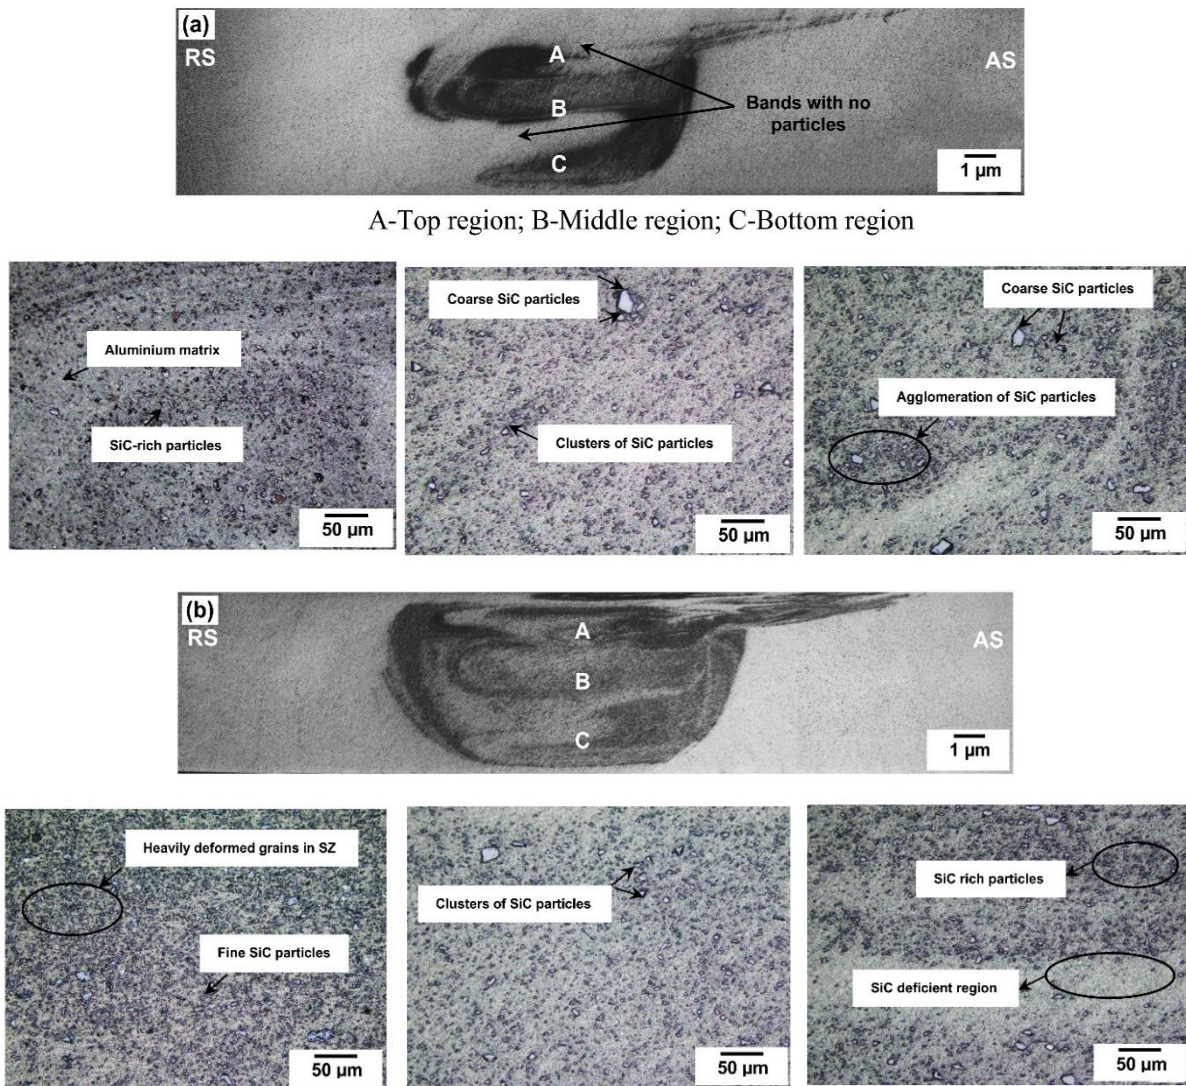 (a)
RS
AS
A
B
C
Bands with no
particles
1 µm
A-Top region; B-Middle region; C-Bottom region
Aluminium matrix
SiC-rich particles
50 µm
Coarse SiC particles
Clusters of SiC particles
50 µm
Coarse SiC particles
Agglomeration of SiC particles
50 µm
(b)
RS
AS
A
B
C
1 µm
Heavily deformed grains in SZ
Fine SiC particles
50 µm
Clusters of SiC particles
50 µm
SiC rich particles
SiC deficient region
50 µm